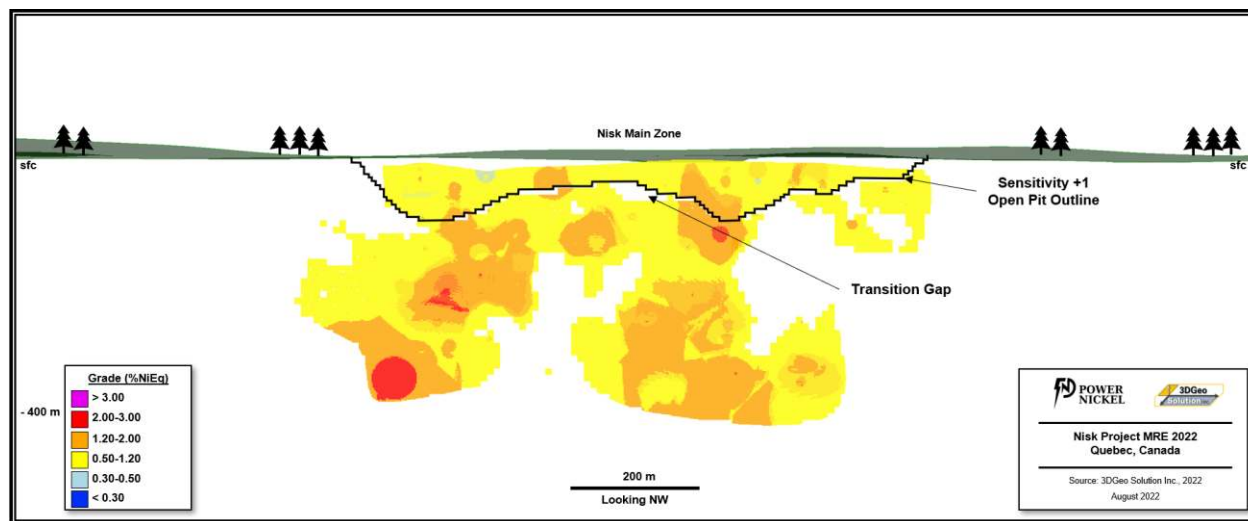 Nisk Main Zone
sfc
sfc
Sensitivity +1
Open Pit Outline
Transition Gap
Grade (%NiEq)
> 3.00
2.00-3.00
1.20-2.00
0.50-1.20
0.30-0.50
< 0.30
- 400 m
200 m
Looking NW
POWER
NICKEL
3DGeo
Solution Inc.
Nisk Project MRE 2022
Quebec, Canada
Source: 3DGeo Solution Inc., 2022
August 2022